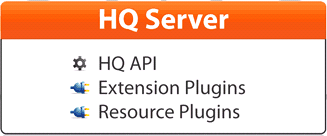 HQ Server
HQ API
Extension Plugins
Resource Plugins